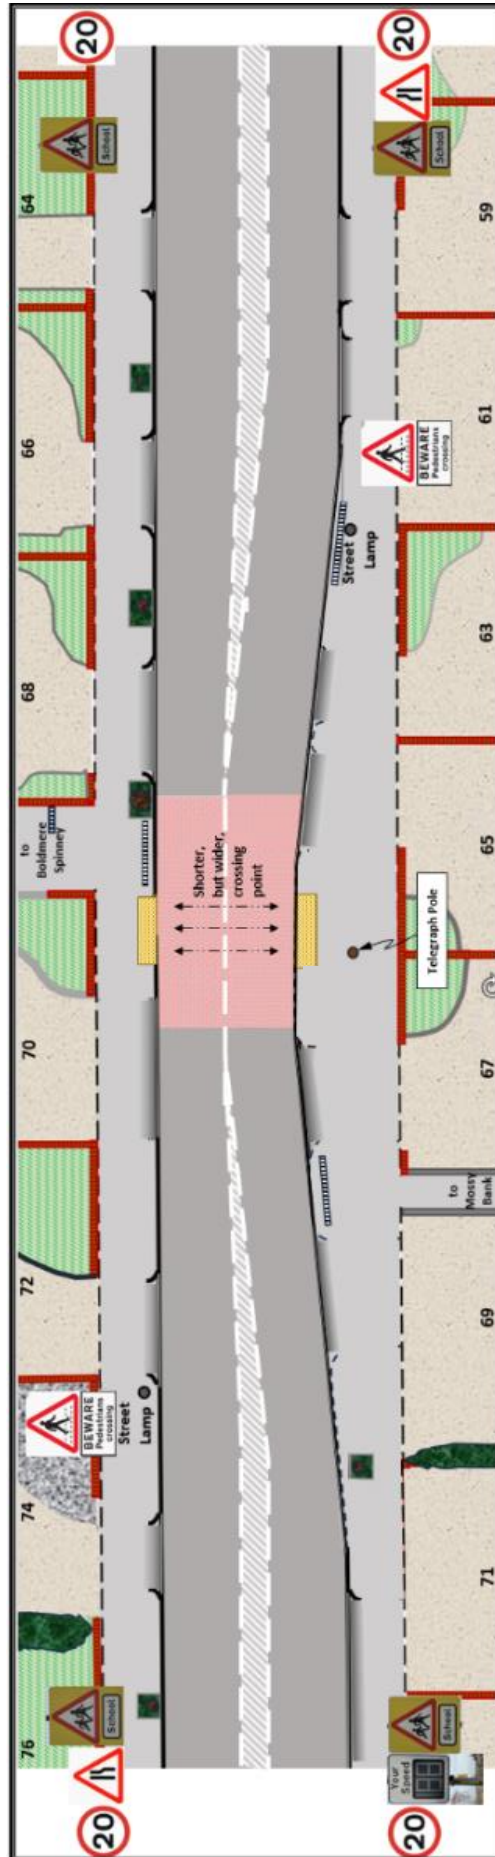 20
20
School
School
64
59
66
61
BEWARE
Pedestrians
crossing
Street
Lamp
63
68
to
Boldmere
Spinney
65
Shorter,
but wider,
crossing
point
Telegraph Pole
70
67
to
Mossy
Bank
72
69
BEWARE
Pedestrians
crossing
Street
Lamp
74
71
76
School
School
Your
Speed
20
20